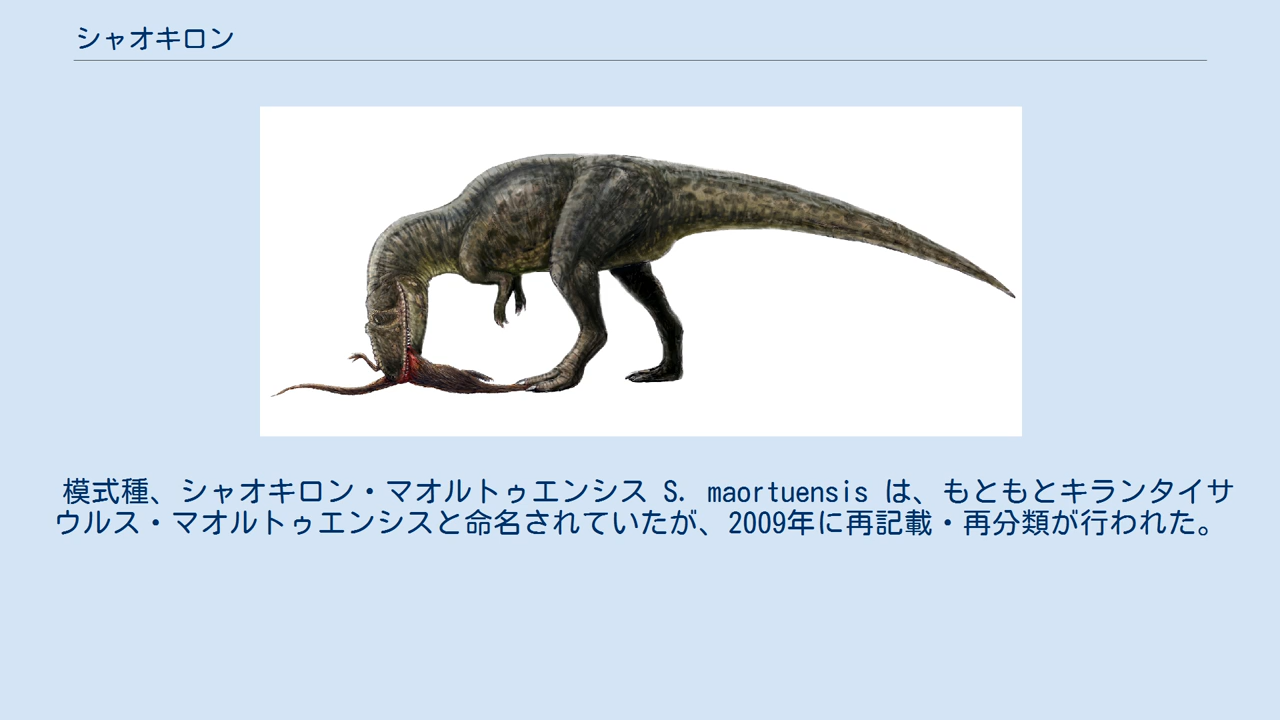 シャオキロン
模式種、シャオキロン・マオルトゥエンシス S. maortuensis は、もともとキランタイサ
ウルス・マオルトゥエンシスと命名されていたが、2009年に再記載・再分類が行われた。